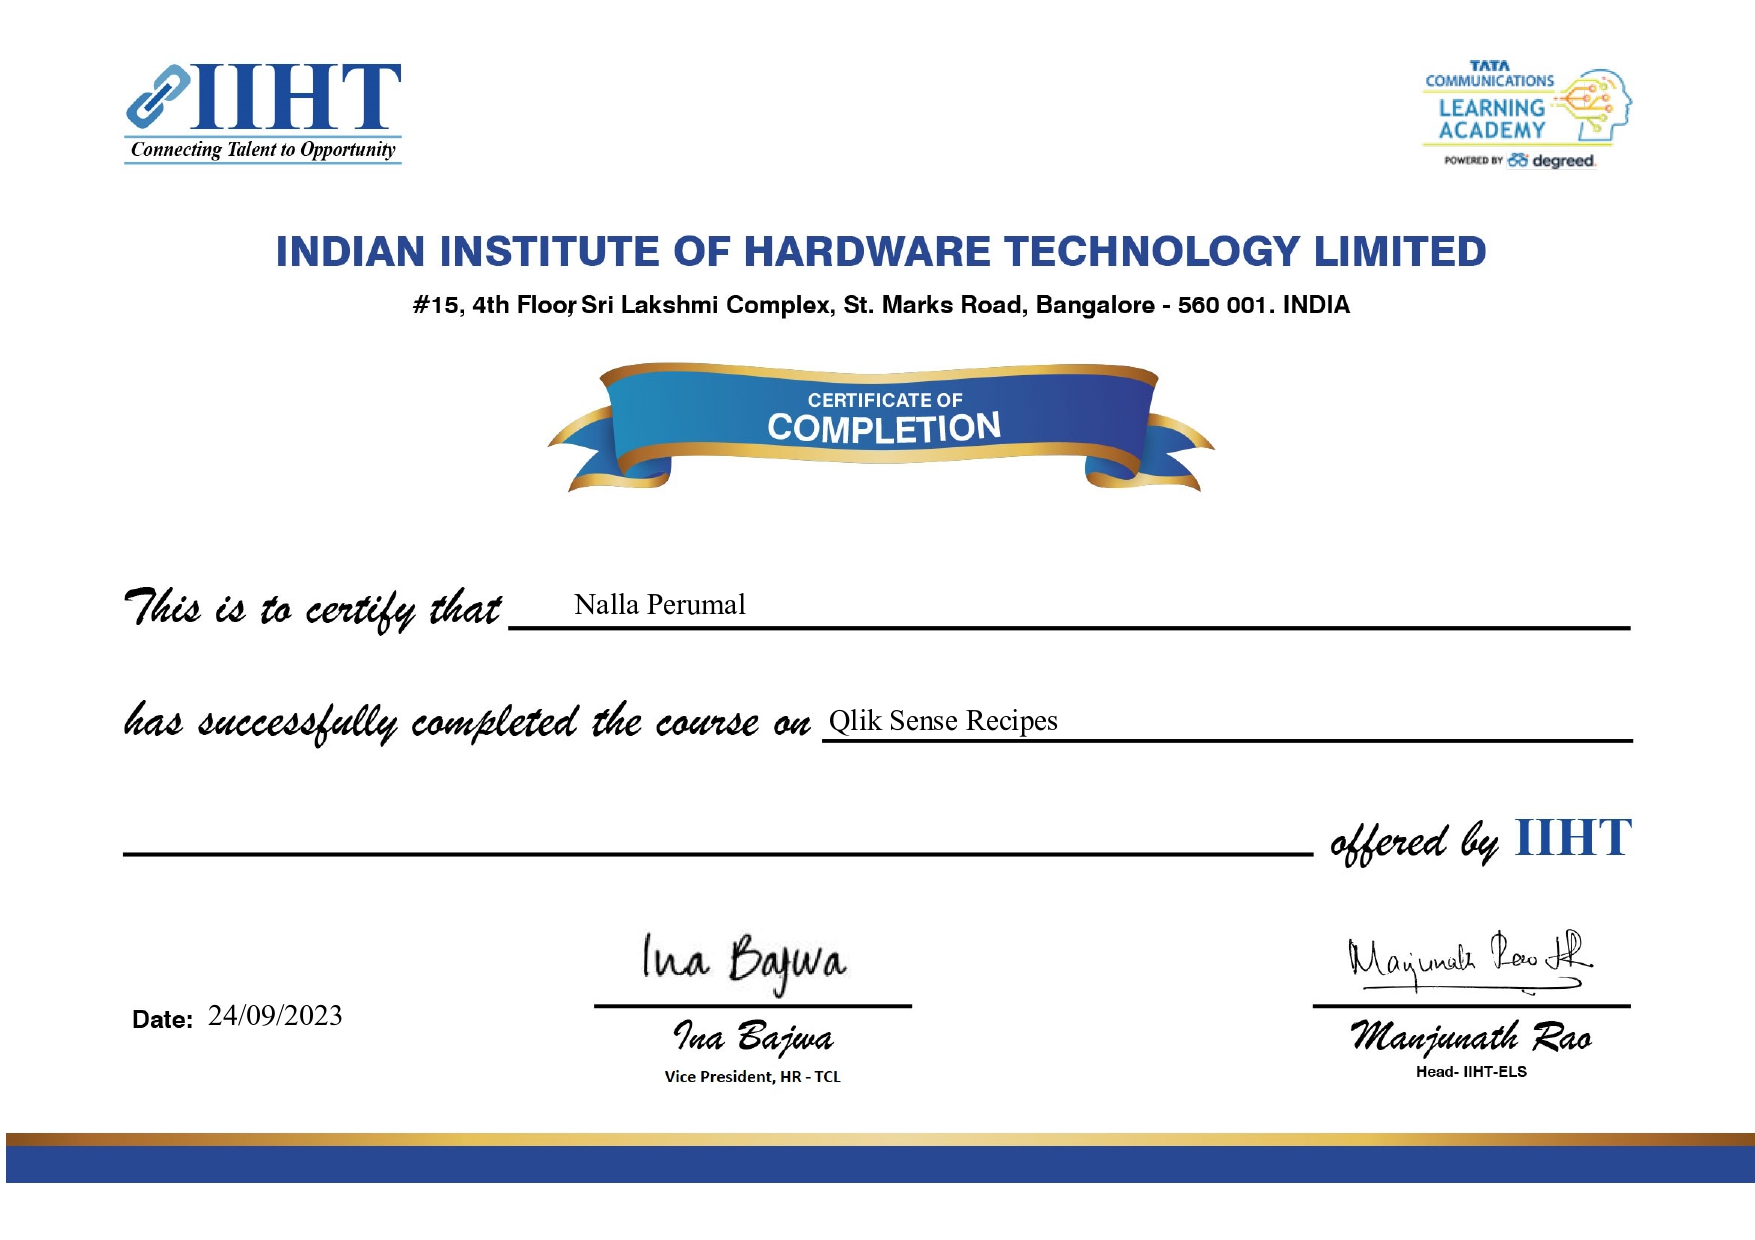 IIHT
Connecting Talent to Opportunity
TATA
COMMUNICATIONS
LEARNING
ACADEMY
POWERED BY degreed.
INDIAN INSTITUTE OF HARDWARE TECHNOLOGY LIMITED
#15, 4th Floor, Sri Lakshmi Complex, St. Marks Road, Bangalore - 560 001. INDIA
CERTIFICATE OF
COMPLETION
This is to certify that Nalla Perumal
has successfully completed the course on Qlik Sense Recipes
offered by IIHT
Ina Bajwa
Manjunath Rao JR
Date: 24/09/2023
Ina Bajwa
Manjunath Rao
Vice President, HR - TCL
Head- IIHT-ELS